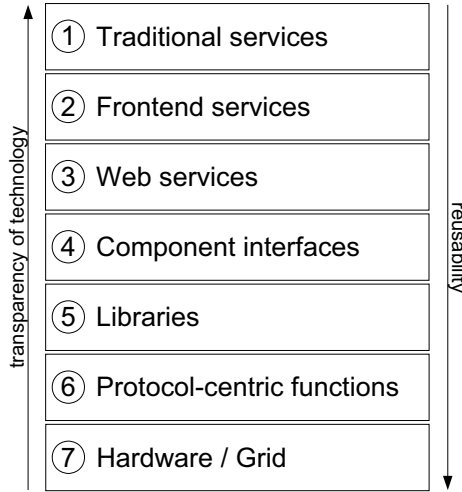 1 Traditional services
2 Frontend services
3 Web services
4 Component interfaces
5 Libraries
6 Protocol-centric functions
7 Hardware / Grid
transparency of technology
reusability